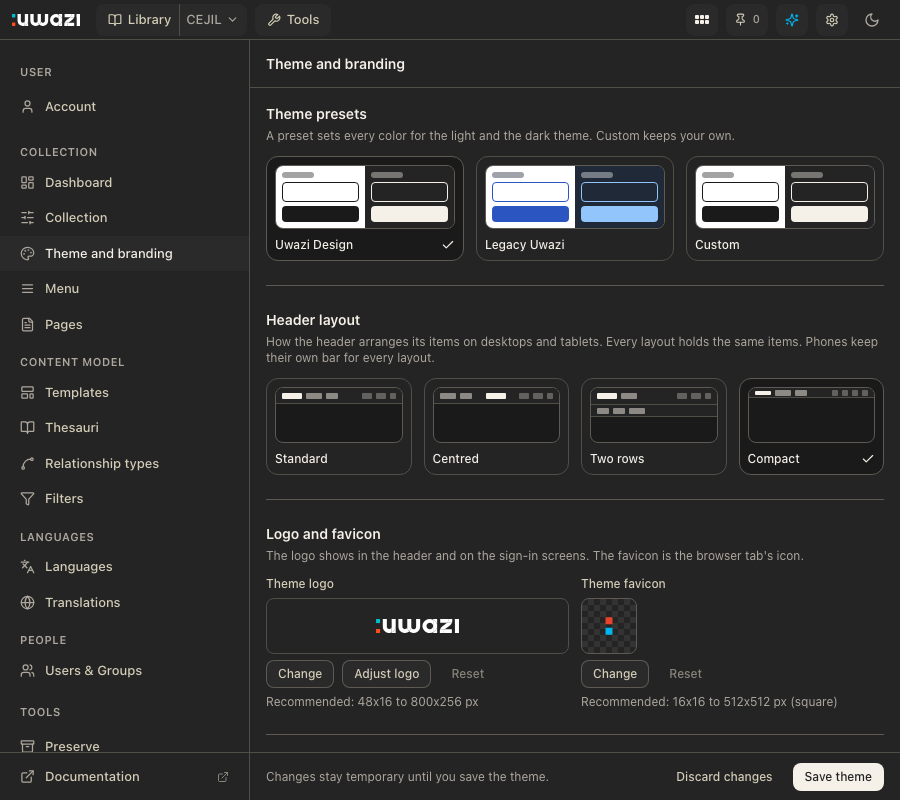 uwazi
Library
CEJIL
Tools
0
USER
Account
COLLECTION
Dashboard
Collection
Theme and branding
Menu
Pages
CONTENT MODEL
Templates
Thesauri
Relationship types
Filters
LANGUAGES
Languages
Translations
PEOPLE
Users & Groups
TOOLS
Preserve
Documentation
Theme and branding
Theme presets
A preset sets every color for the light and the dark theme. Custom keeps your own.
Uwazi Design
Legacy Uwazi
Custom
Header layout
How the header arranges its items on desktops and tablets. Every layout holds the same items. Phones keep
their own bar for every layout.
Standard
Centred
Two rows
Compact
Logo and favicon
The logo shows in the header and on the sign-in screens. The favicon is the browser tab's icon.
Theme logo
uwazi
Change
Adjust logo
Reset
Recommended: 48x16 to 800x256 px
Theme favicon
Change
Reset
Recommended: 16x16 to 512x512 px (square)
Changes stay temporary until you save the theme.
Discard changes
Save theme